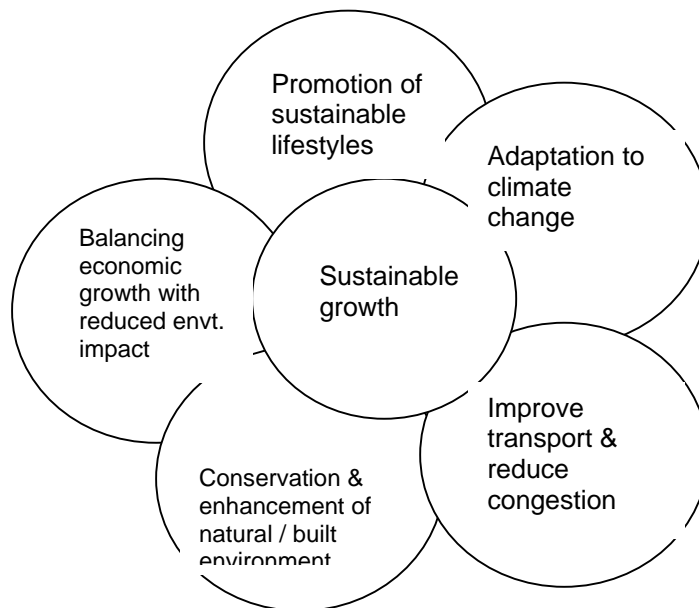 Promotion of
sustainable
lifestyles
Adaptation to
climate
change
Balancing
economic
growth with
reduced envt.
impact
Sustainable
growth
Improve
transport &
reduce
congestion
Conservation &
enhancement of
natural / built
environment